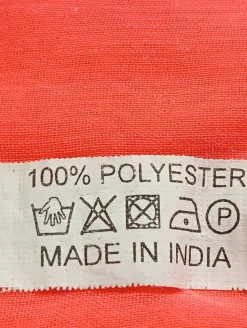 100% POLYESTER
P
MADE IN INDIA